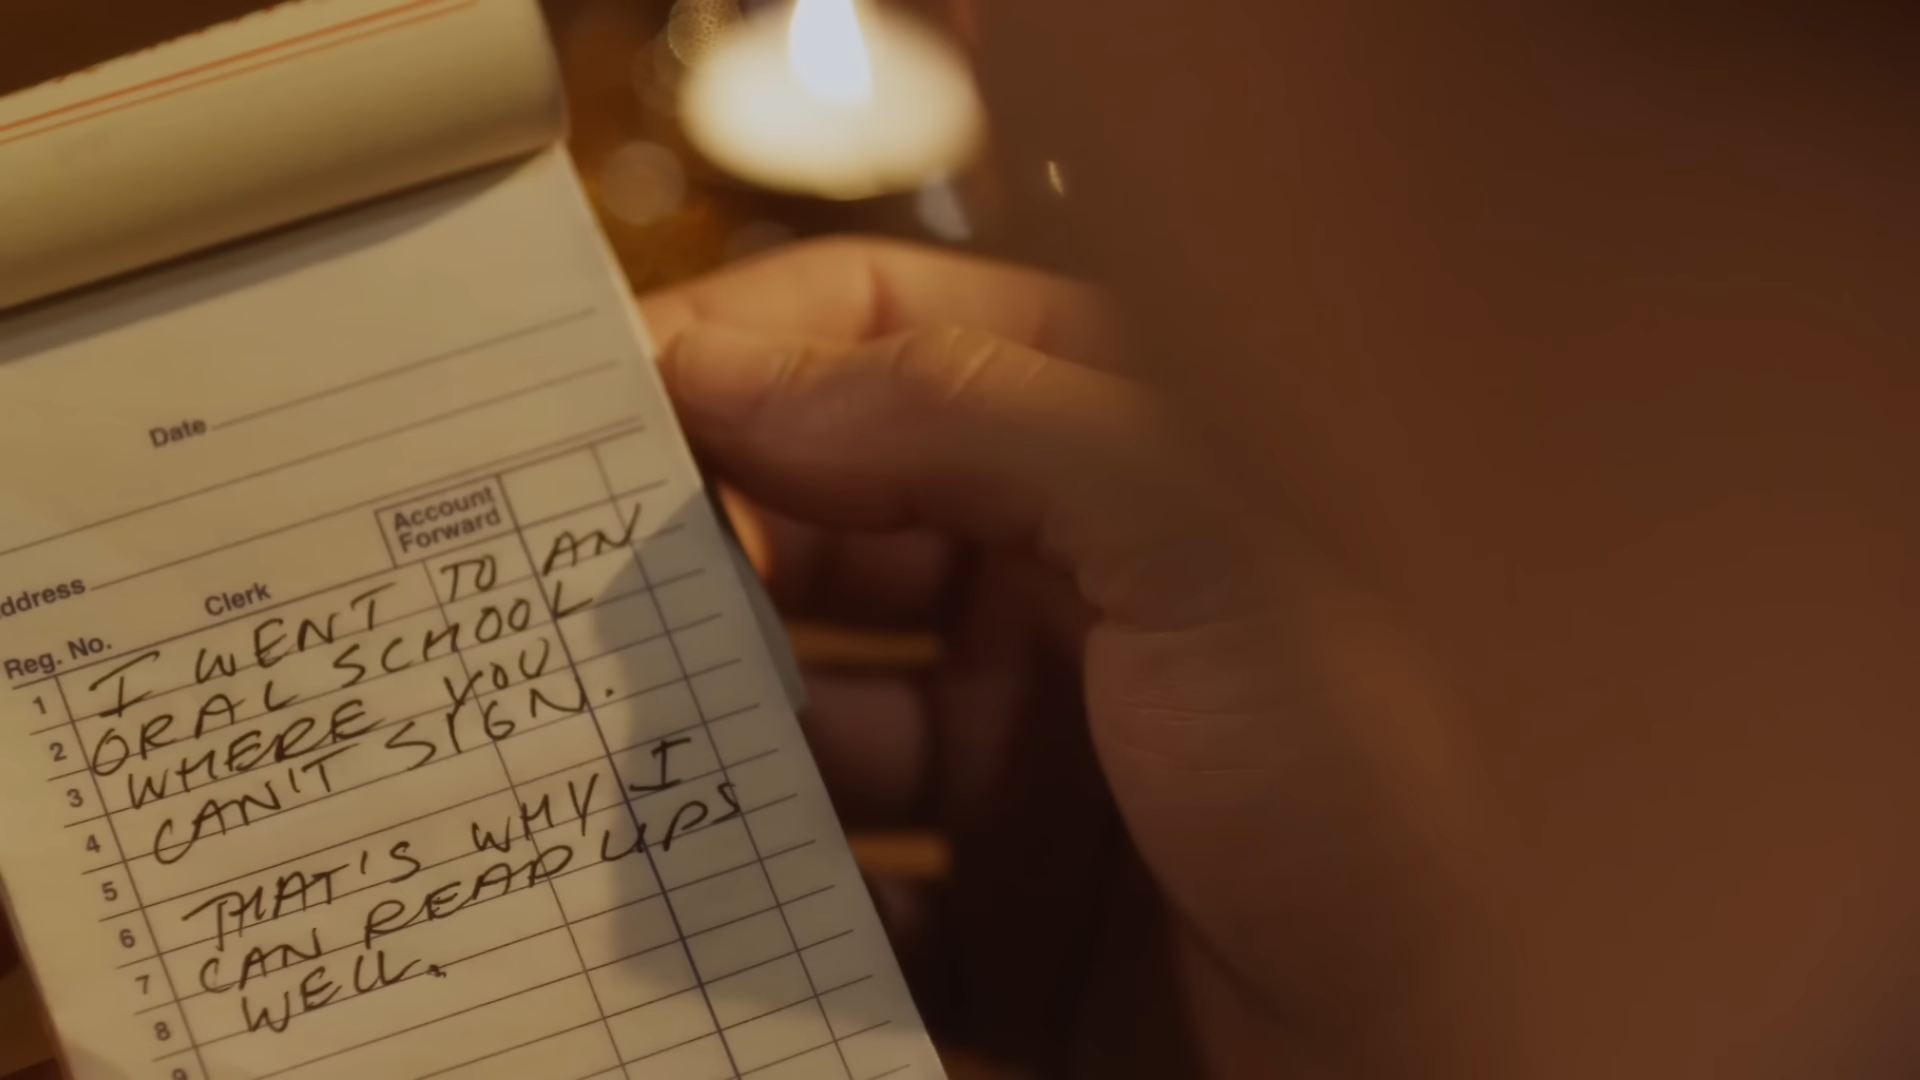 Date
Account
Forward
ddress
Clerk
Reg. No.
1 I WENT TO AN
2 ORAL SCHOOL
3 WHERE YOU
4 CAN'T SIGN.
5
6 THAT'S WHY I
7 CAN READ LIPS
8 WELL.
9